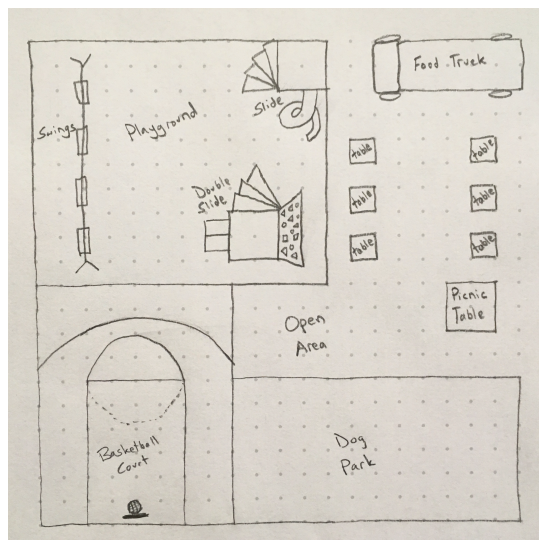 Food Truck
Slide
Swings
Playground
table
table
Double
Slide
table
table
table
table
Picnic
Table
Open
Area
Basketball
Court
Dog
Park